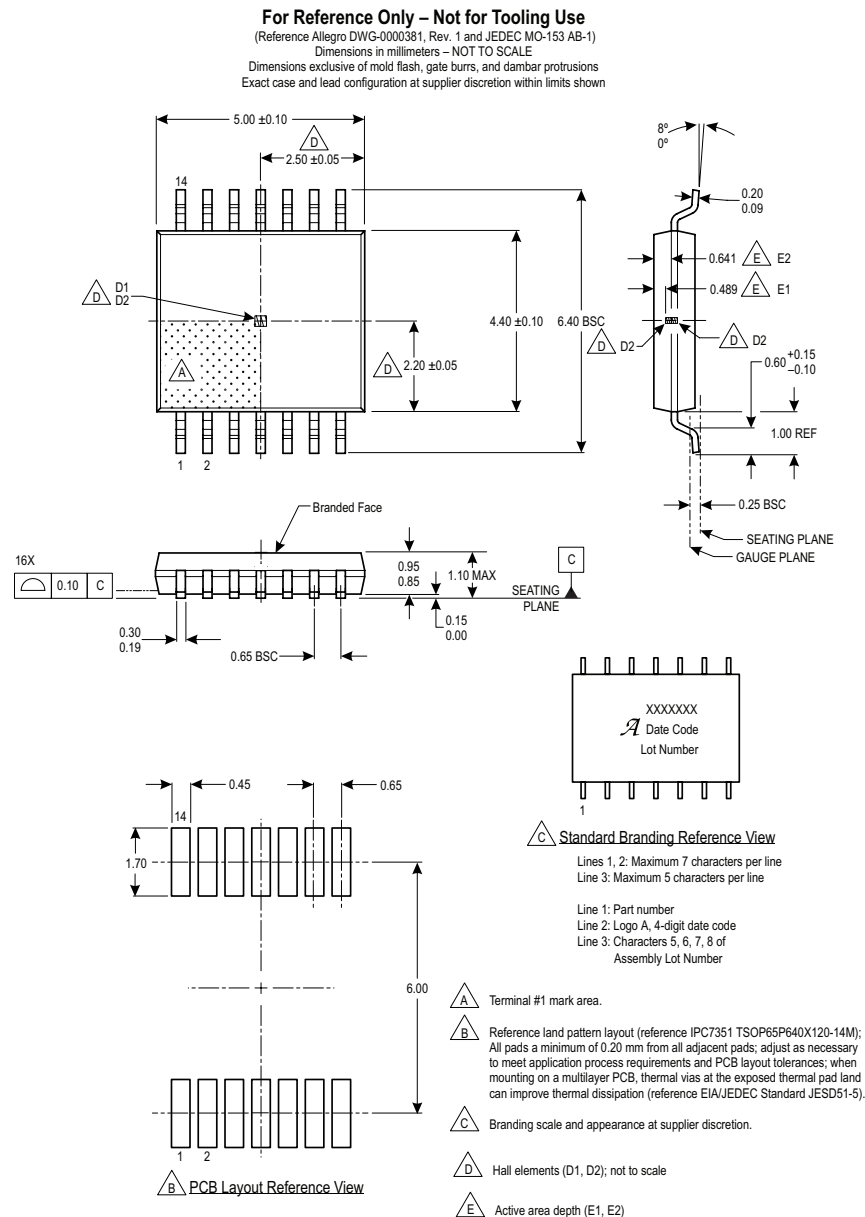 For Reference Only – Not for Tooling Use
(Reference Allegro DWG-0000381, Rev. 1 and JEDEC MO-153 AB-1)
Dimensions in millimeters – NOT TO SCALE
Dimensions exclusive of mold flash, gate burrs, and dambar protrusions
Exact case and lead configuration at supplier discretion within limits shown
5.00 ±0.10
D
2.50 ±0.05
14
D
D1
D2
4.40 ±0.10
6.40 BSC
D
2.20 ±0.05
A
1
2
8º
0º
0.20
0.09
0.641
E
E2
0.489
E
E1
D
D2
D
D2
0.60 +0.15
–0.10
1.00 REF
0.25 BSC
SEATING PLANE
GAUGE PLANE
Branded Face
16X
0.10
C
0.95
0.85
1.10 MAX
C
SEATING
PLANE
0.15
0.00
0.30
0.19
0.65 BSC
XXXXXXX
A Date Code
Lot Number
1
C Standard Branding Reference View
Lines 1, 2: Maximum 7 characters per line
Line 3: Maximum 5 characters per line
Line 1: Part number
Line 2: Logo A, 4-digit date code
Line 3: Characters 5, 6, 7, 8 of
Assembly Lot Number
0.45
0.65
14
1.70
6.00
1
2
B PCB Layout Reference View
A Terminal #1 mark area.
B Reference land pattern layout (reference IPC7351 TSOP65P640X120-14M);
All pads a minimum of 0.20 mm from all adjacent pads; adjust as necessary
to meet application process requirements and PCB layout tolerances; when
mounting on a multilayer PCB, thermal vias at the exposed thermal pad land
can improve thermal dissipation (reference EIA/JEDEC Standard JESD51-5).
C Branding scale and appearance at supplier discretion.
D Hall elements (D1, D2); not to scale
E Active area depth (E1, E2)